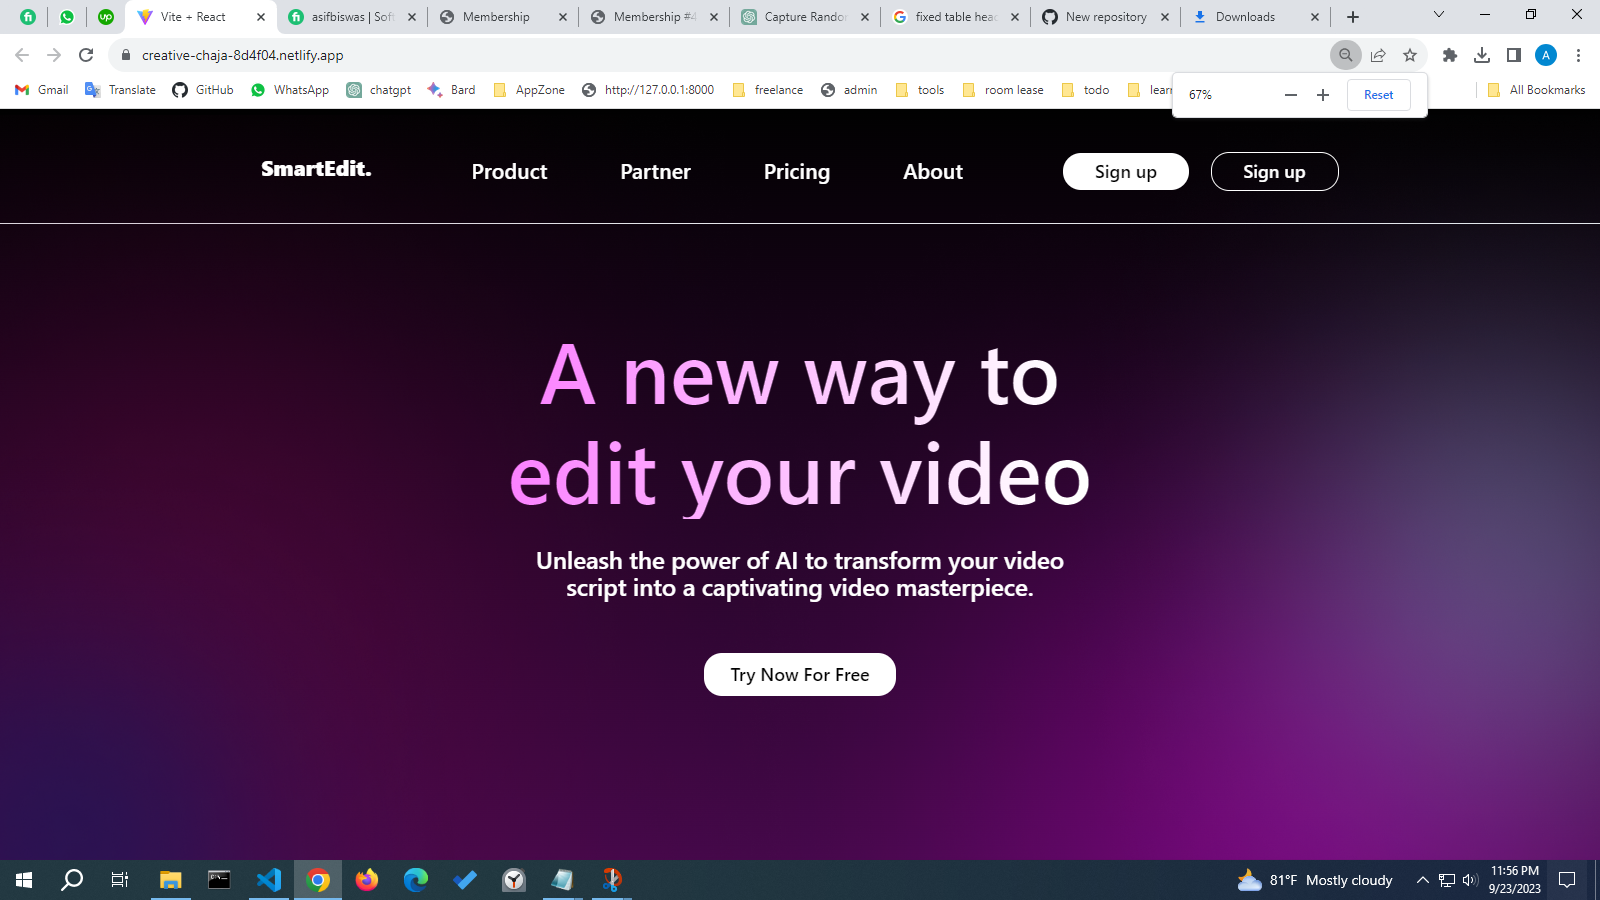 Vite + React
asifbiswas | Soft
Membership
Membership #4
Capture Rando
fixed table head
New repository
Downloads
creative-chaja-8d4f04.netlify.app
Gmail
Translate
GitHub
WhatsApp
chatgpt
Bard
AppZone
http://127.0.0.1:8000
freelance
admin
tools
room lease
todo
learn
All Bookmarks
67%
Reset
SmartEdit.
Product
Partner
Pricing
About
Sign up
Sign up
A new way to
edit your video
Unleash the power of AI to transform your video
script into a captivating video masterpiece.
Try Now For Free
81°F Mostly cloudy
11:56 PM
9/23/2023